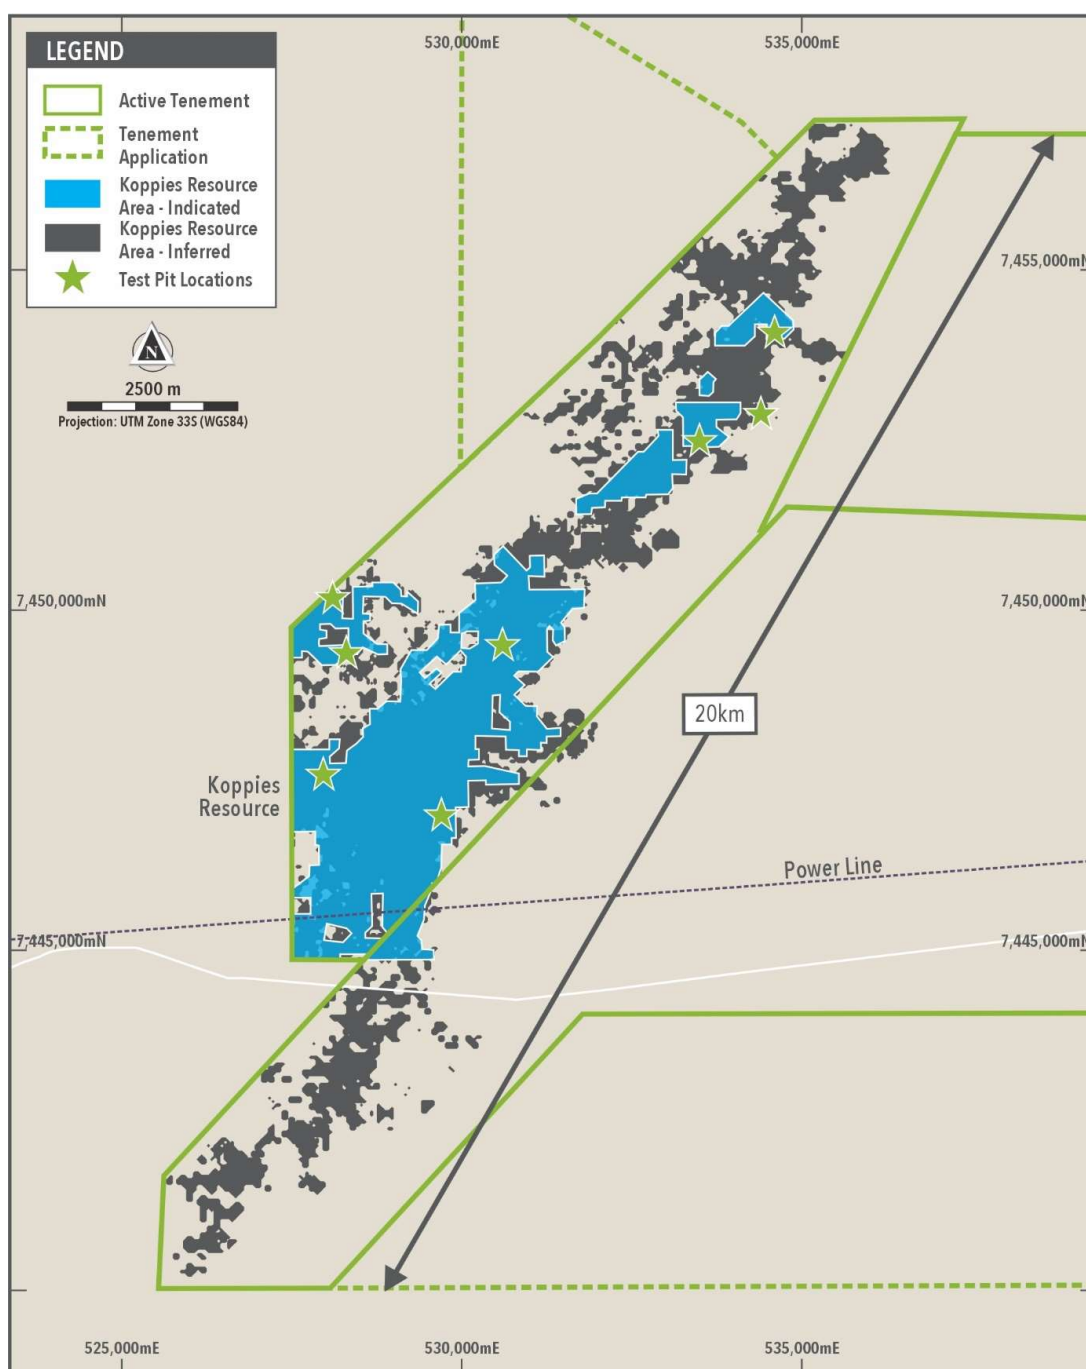 530,000mE
535,000mE
LEGEND
Active Tenement
Tenement
Application
Koppies Resource
Area - Indicated
Koppies Resource
Area - Inferred
Test Pit Locations
N
2500 m
Projection: UTM Zone 33S (WGS84)
7,455,000mN
7,450,000mN
7,450,000mN
20km
Koppies
Resource
Power Line
7,445,000mN
7,445,000mN
525,000mE
530,000mE
535,000mE